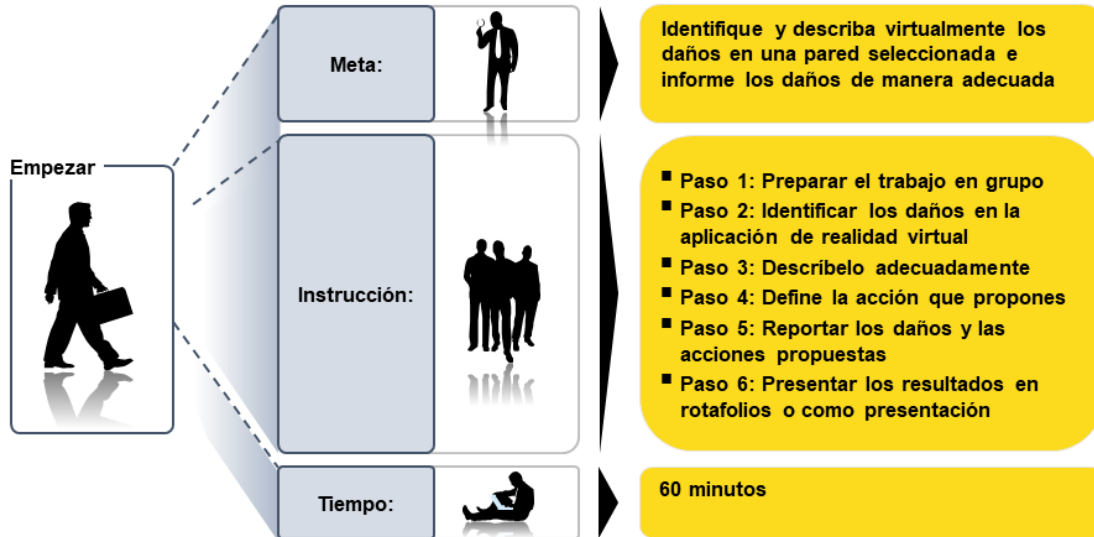 Empezar
Meta:
Identifique y describa virtualmente los
daños en una pared seleccionada e
informe los daños de manera adecuada
Instrucción:
▪ Paso 1: Preparar el trabajo en grupo
▪ Paso 2: Identificar los daños en la
aplicación de realidad virtual
▪ Paso 3: Descríbelo adecuadamente
▪ Paso 4: Define la acción que propones
▪ Paso 5: Reportar los daños y las
acciones propuestas
▪ Paso 6: Presentar los resultados en
rotafolios o como presentación
Tiempo:
60 minutos